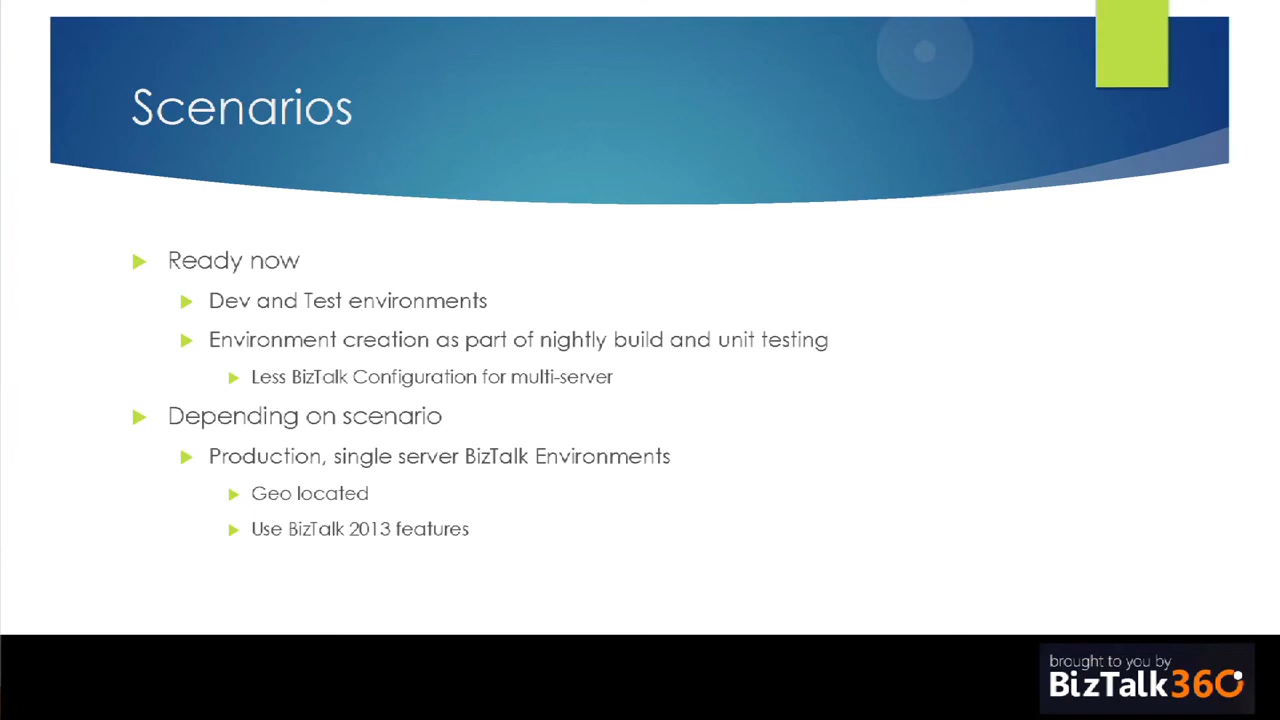 Scenarios
Ready now
Dev and Test environments
Environment creation as part of nightly build and unit testing
Less BizTalk Configuration for multi-server
Depending on scenario
Production, single server BizTalk Environments
Geo located
Use BizTalk 2013 features
brought to you by
BizTalk360